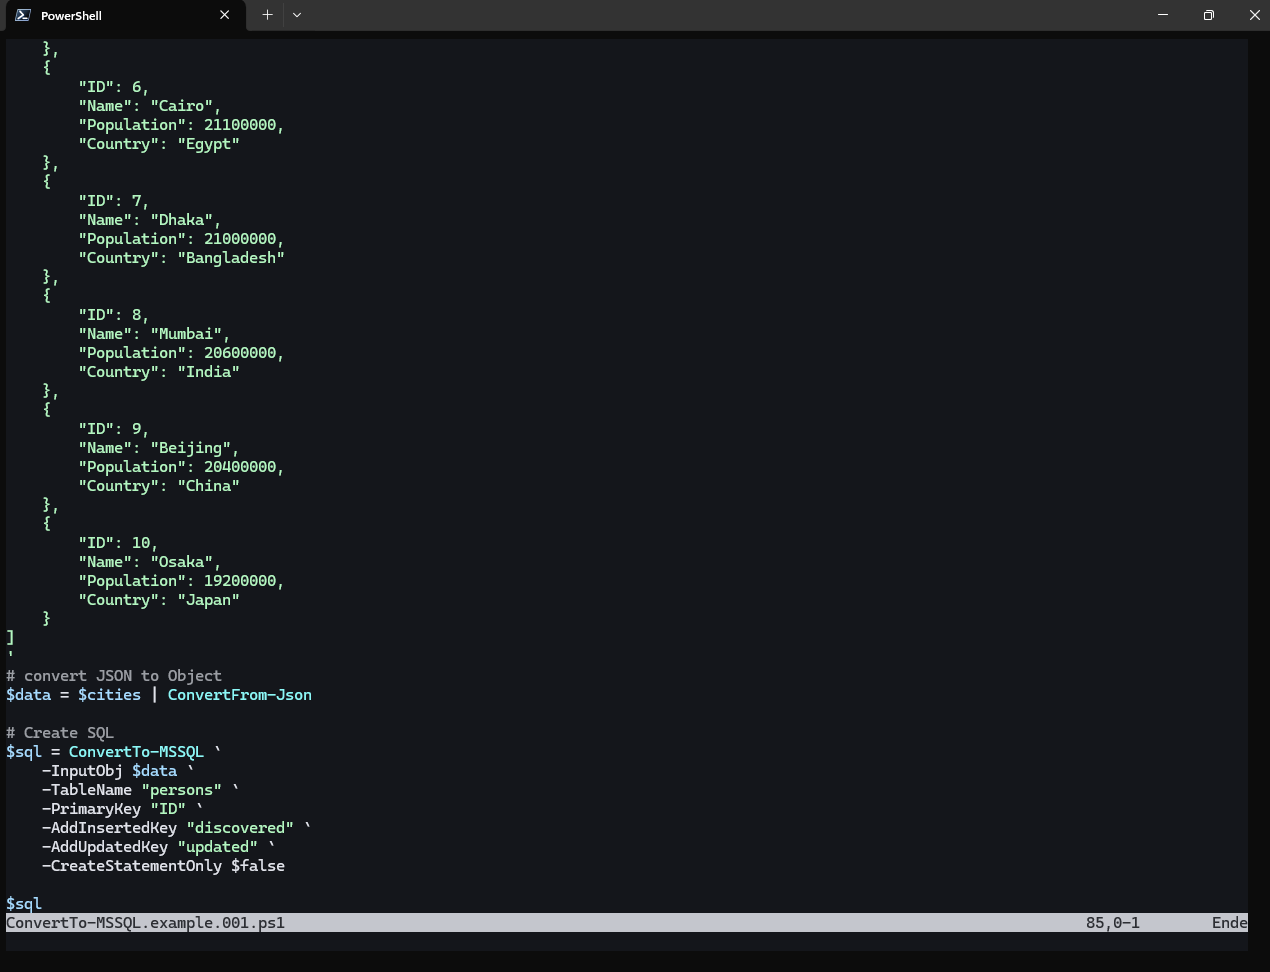 PowerShell
    },
    {
        "ID": 6,
        "Name": "Cairo",
        "Population": 21100000,
        "Country": "Egypt"
    },
    {
        "ID": 7,
        "Name": "Dhaka",
        "Population": 21000000,
        "Country": "Bangladesh"
    },
    {
        "ID": 8,
        "Name": "Mumbai",
        "Population": 20600000,
        "Country": "India"
    },
    {
        "ID": 9,
        "Name": "Beijing",
        "Population": 20400000,
        "Country": "China"
    },
    {
        "ID": 10,
        "Name": "Osaka",
        "Population": 19200000,
        "Country": "Japan"
    }
]
'
# convert JSON to Object
$data = $cities | ConvertFrom-Json

# Create SQL
$sql = ConvertTo-MSSQL `
    -InputObj $data `
    -TableName "persons" `
    -PrimaryKey "ID" `
    -AddInsertedKey "discovered" `
    -AddUpdatedKey "updated" `
    -CreateStatementOnly $false

$sql
ConvertTo-MSSQL.example.001.ps1 85,0-1 Ende